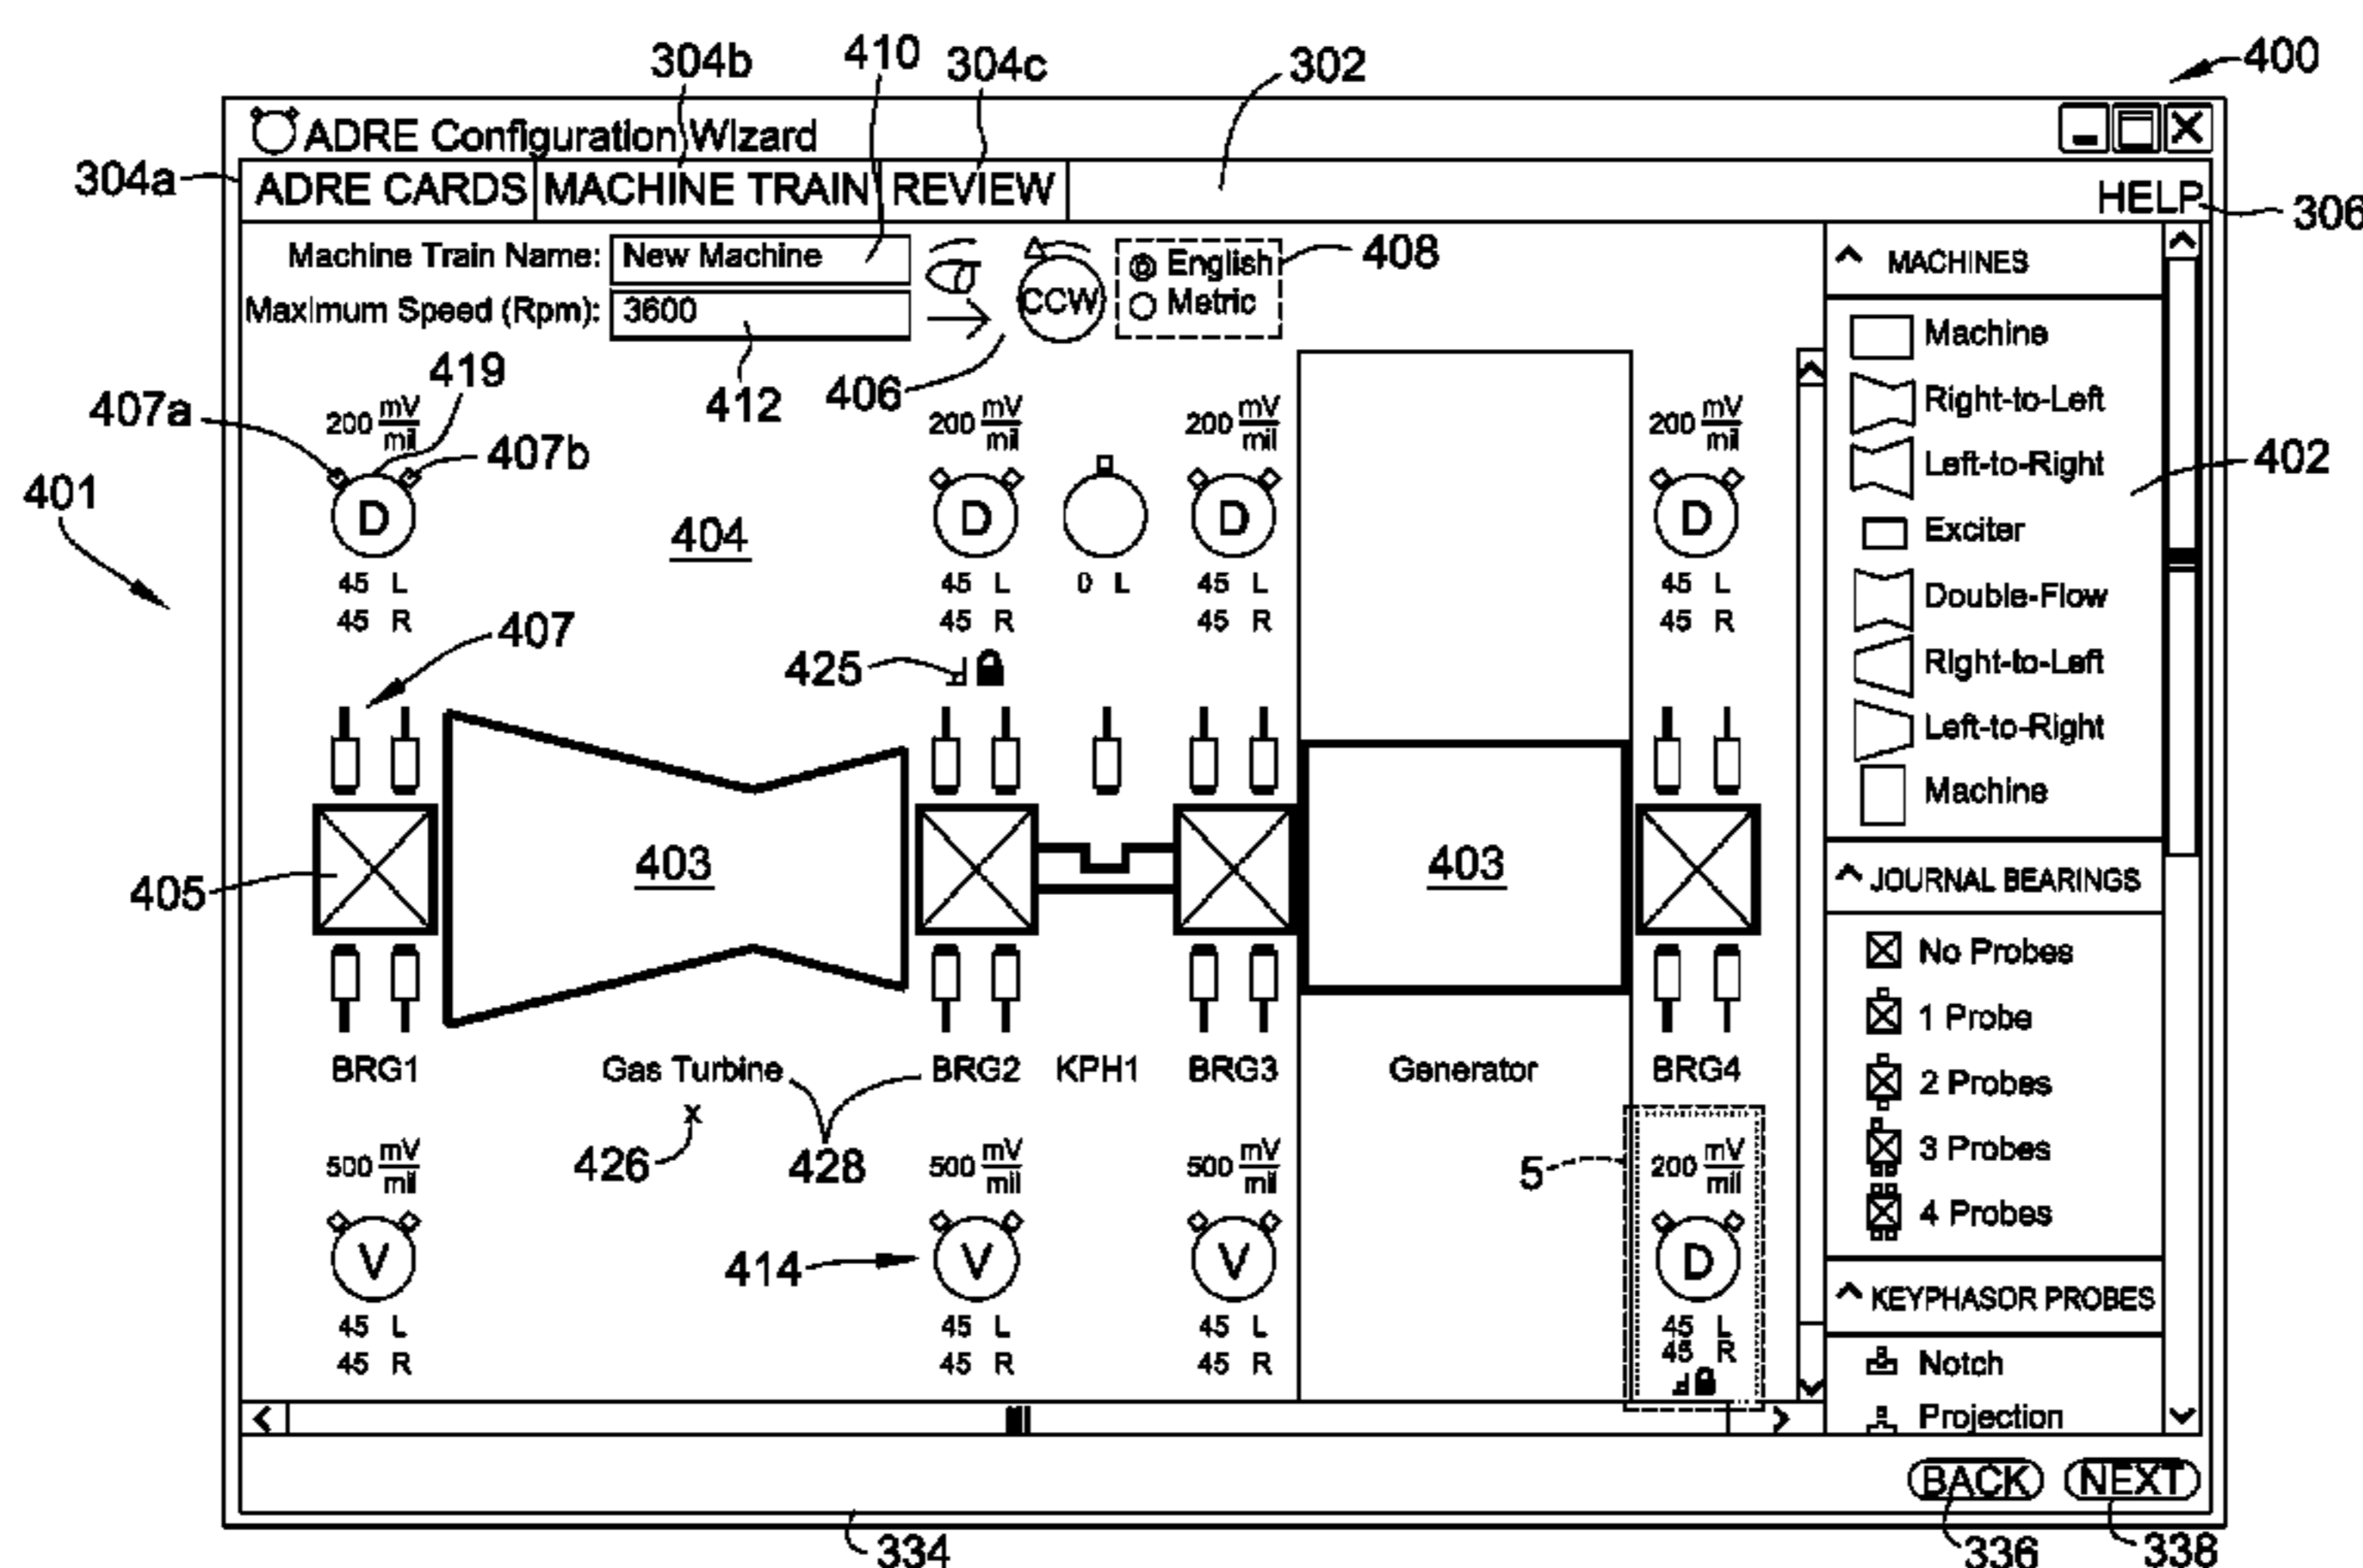 304b 410 304c 302 400
ADRE Configuration Wizard
304a ADRE CARDS MACHINE TRAIN REVIEW HELP 306
Machine Train Name: New Machine CCW English 408
Maximum Speed (Rpm): 3600 Metric
419 412 406
407a 407b 401
200 mV/mil 200 mV/mil 200 mV/mil 200 mV/mil
D D D D
404
45 L 45 L 0 L 45 L 45 L
45 R 45 R 45 R 45 R
407 425
405 403 403
BRG1 Gas Turbine BRG2 KPH1 BRG3 Generator BRG4
x
426 428 5
500 mV/mil 500 mV/mil 500 mV/mil 200 mV/mil
V 414 V V D
45 L 45 L 45 L 45 L
45 R 45 R 45 R 45 R
MACHINES
Machine
Right-to-Left
Left-to-Right
402
Exciter
Double-Flow
Right-to-Left
Left-to-Right
Machine
JOURNAL BEARINGS
No Probes
1 Probe
2 Probes
3 Probes
4 Probes
KEYPHASOR PROBES
Notch
Projection
BACK NEXT
334 336 338